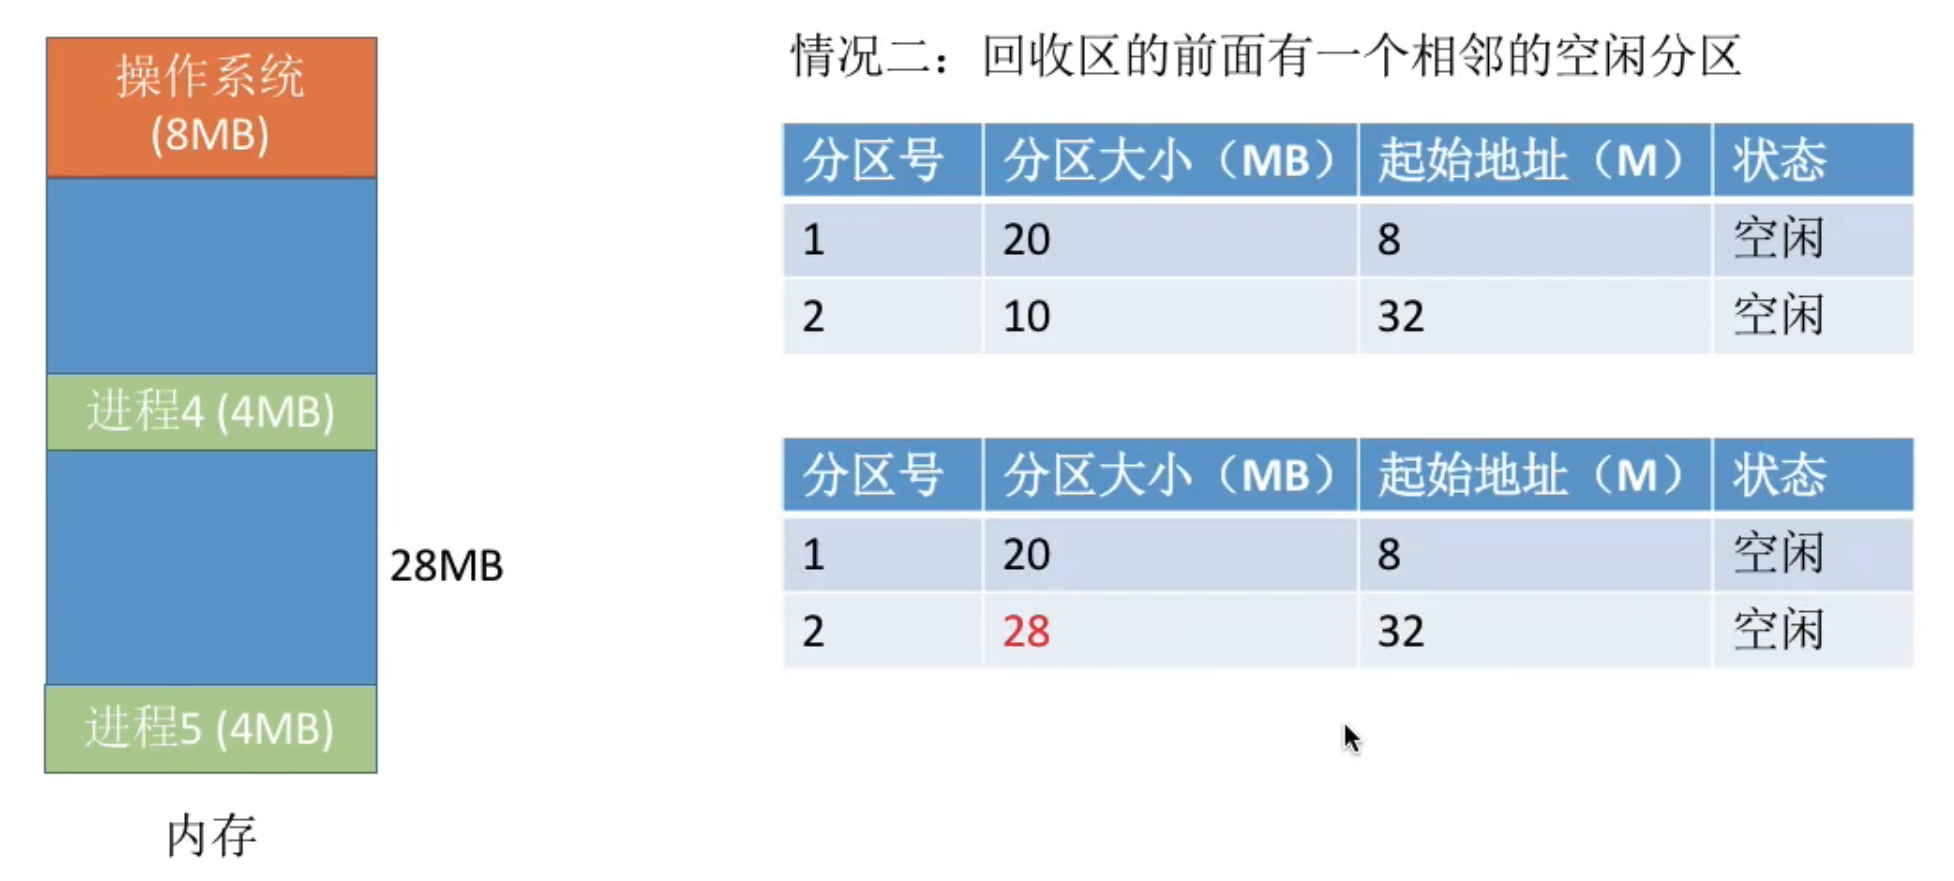 操作系统
(8MB)
进程4 (4MB)
28MB
进程5 (4MB)
内存
情况二：回收区的前面有一个相邻的空闲分区
分区号 分区大小（MB） 起始地址（M） 状态
1 20 8 空闲
2 10 32 空闲
分区号 分区大小（MB） 起始地址（M） 状态
1 20 8 空闲
2 28 32 空闲